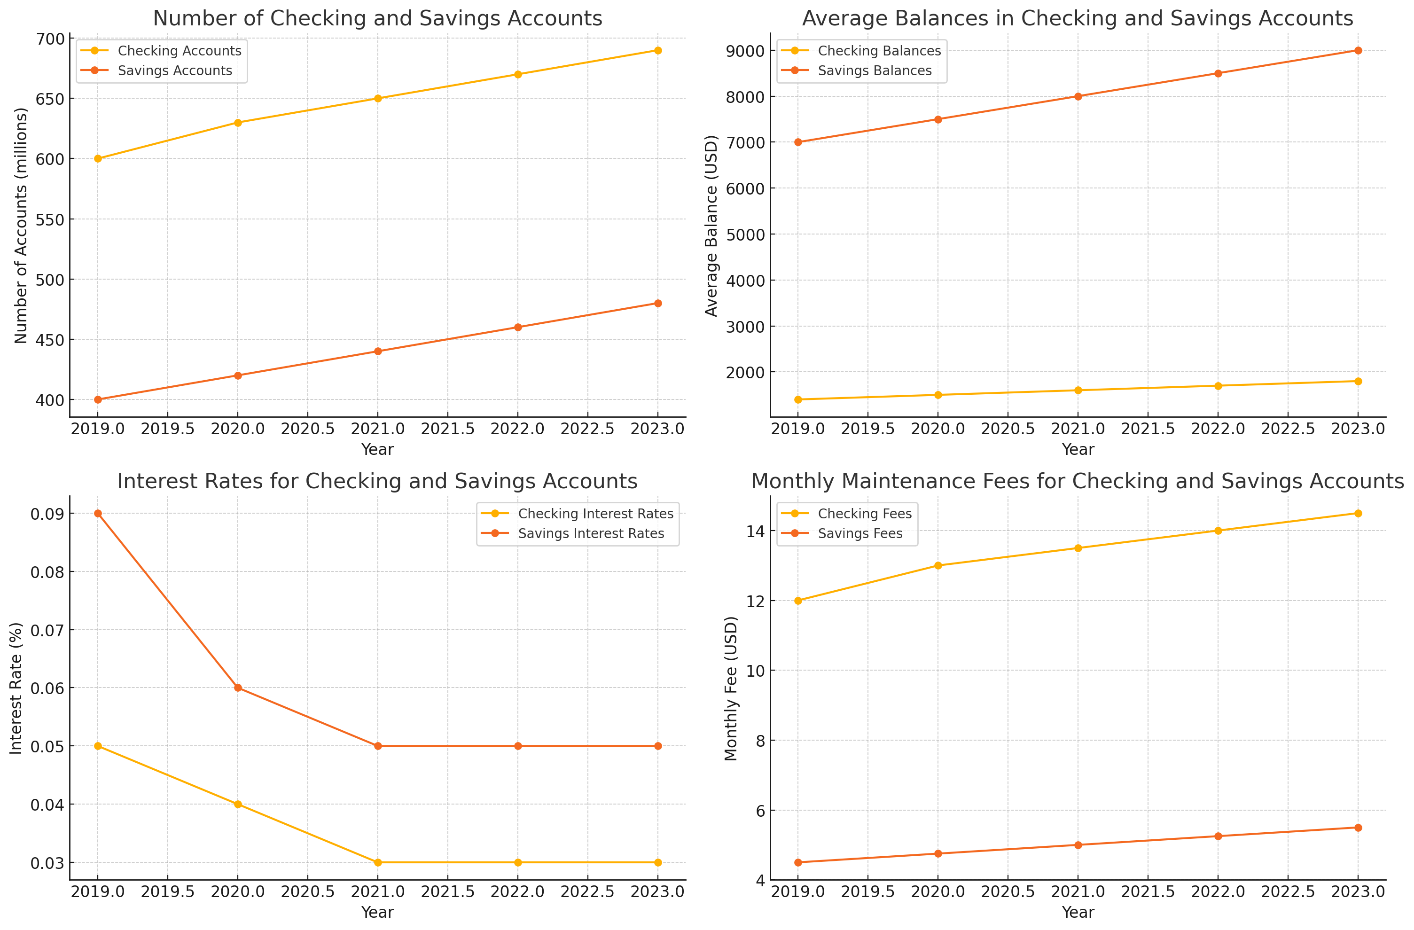 Number of Checking and Savings Accounts
Checking Accounts
Savings Accounts
Number of Accounts (millions)
700
650
600
550
500
450
400
2019.0 2019.5 2020.0 2020.5 2021.0 2021.5 2022.0 2022.5 2023.0
Year
Average Balances in Checking and Savings Accounts
Checking Balances
Savings Balances
Average Balance (USD)
9000
8000
7000
6000
5000
4000
3000
2000
2019.0 2019.5 2020.0 2020.5 2021.0 2021.5 2022.0 2022.5 2023.0
Year
Interest Rates for Checking and Savings Accounts
Checking Interest Rates
Savings Interest Rates
Interest Rate (%)
0.09
0.08
0.07
0.06
0.05
0.04
0.03
2019.0 2019.5 2020.0 2020.5 2021.0 2021.5 2022.0 2022.5 2023.0
Year
Monthly Maintenance Fees for Checking and Savings Accounts
Checking Fees
Savings Fees
Monthly Fee (USD)
14
12
10
8
6
4
2019.0 2019.5 2020.0 2020.5 2021.0 2021.5 2022.0 2022.5 2023.0
Year